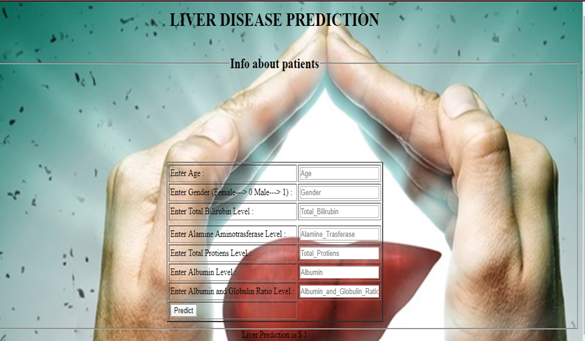 LIVER DISEASE PREDICTION
Info about patients
Enter Age : Age
Enter Gender (Female---> 0 Male---> 1) : Gender
Enter Total Bilirubin Level : Total_Bilirubin
Enter Alamine Aminotrasferase Level : Alamine_Trasferase
Enter Total Protiens Level : Total_Protiens
Enter Albumin Level : Albumin
Enter Albumin and Globulin Ratio Level : Albumin_and_Globulin_Ratio
Predict
Liver Prediction is $ 1